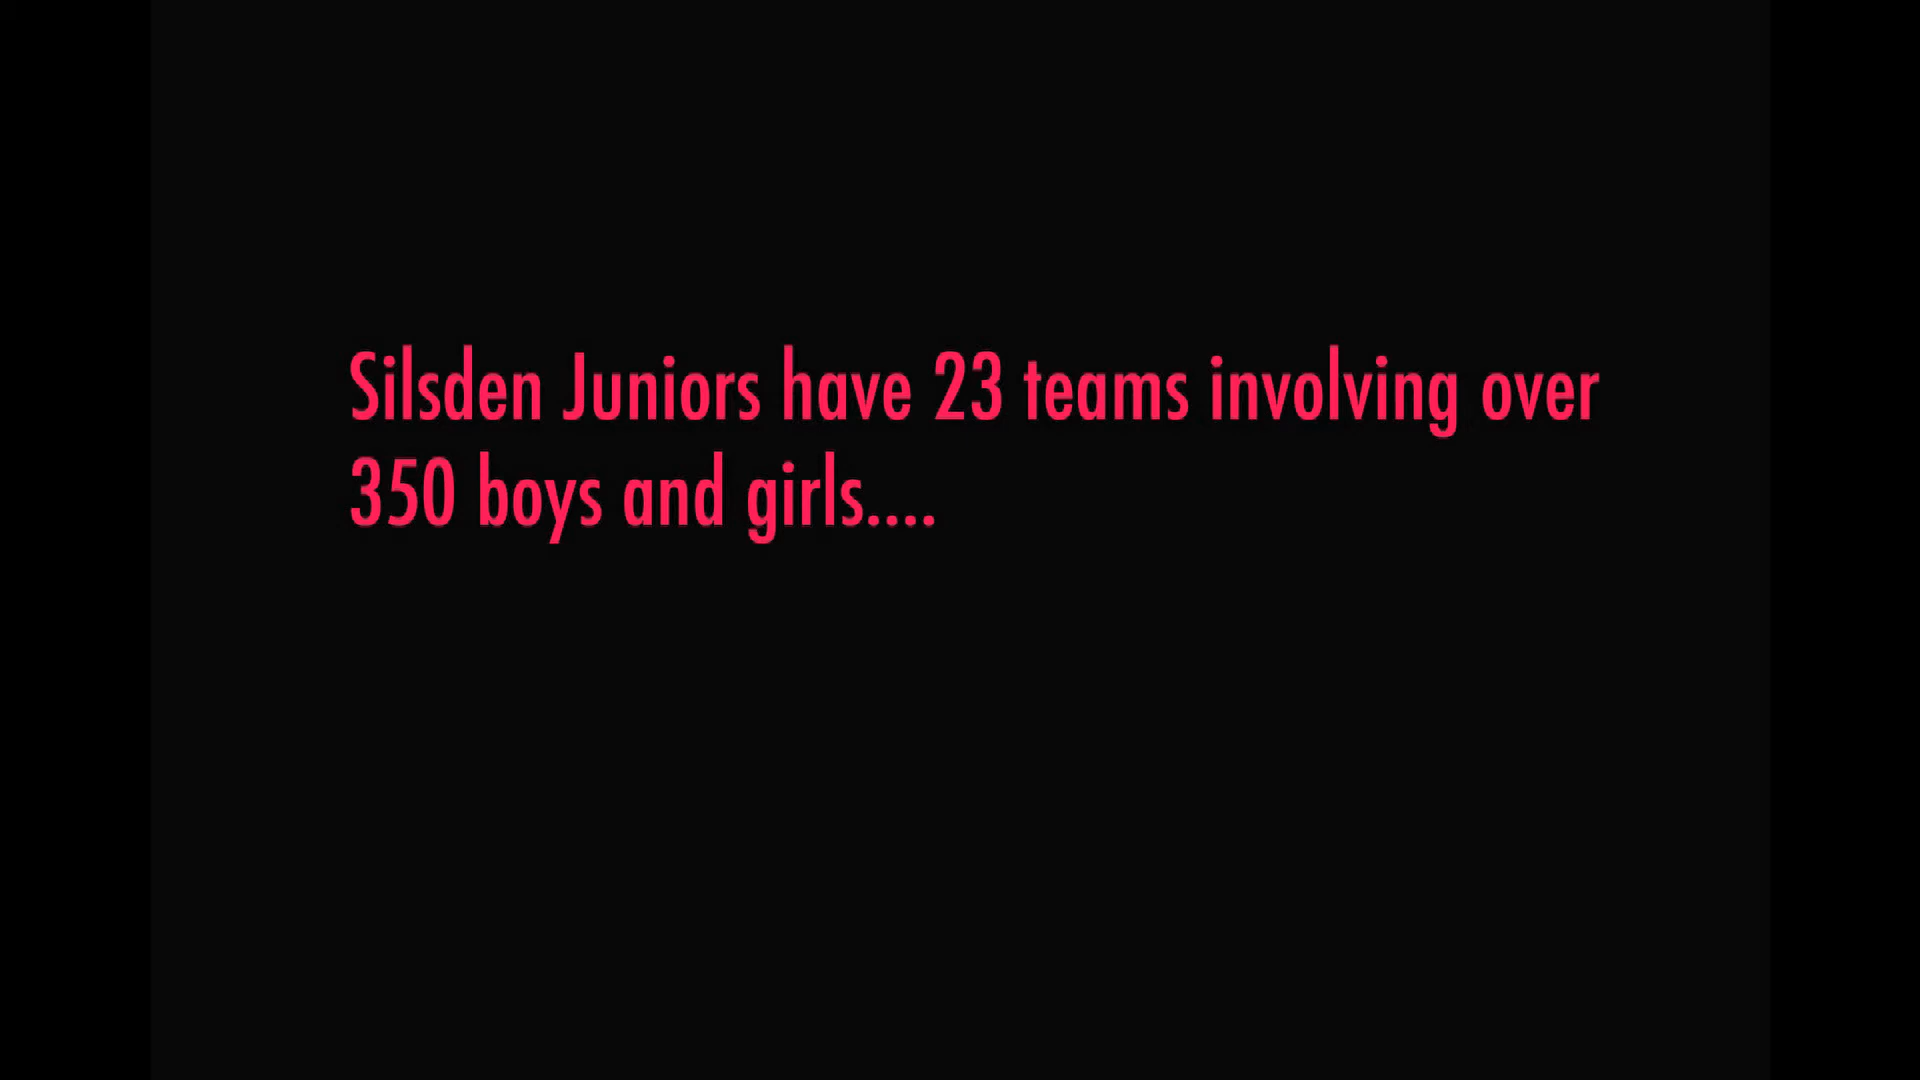 Silsden Juniors have 23 teams involving over
350 boys and girls....